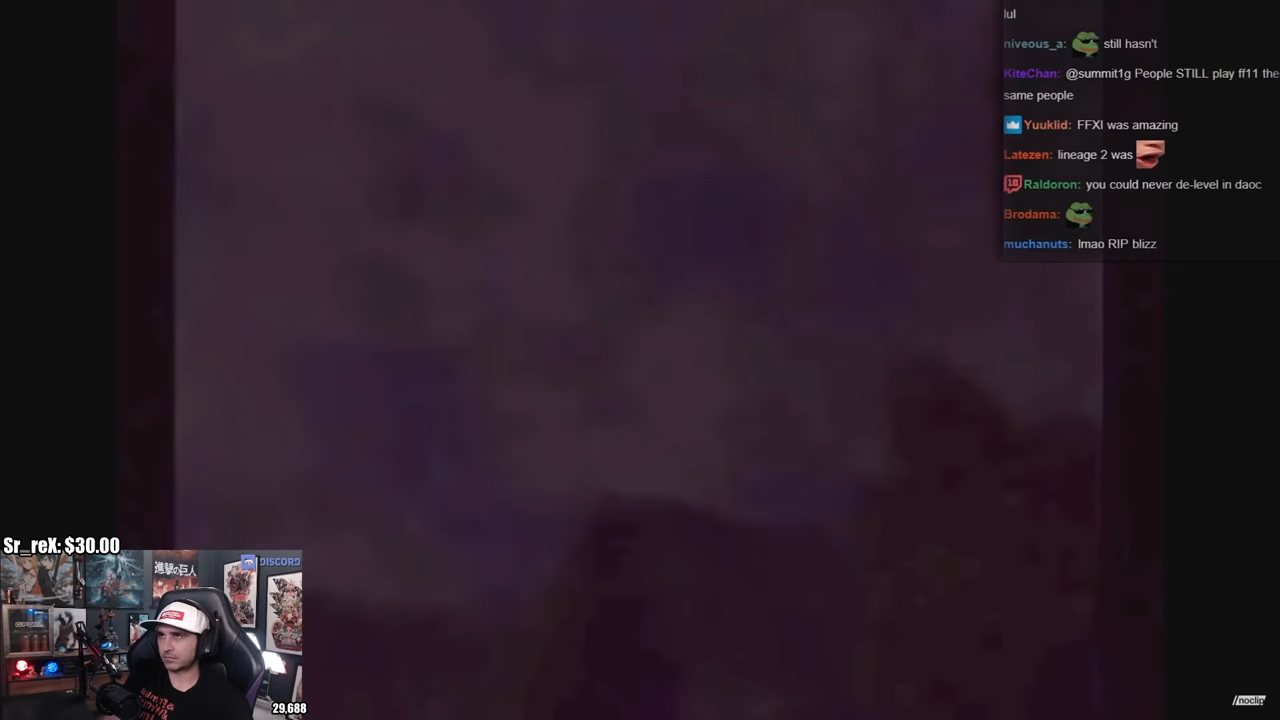 lul
niveous_a: still hasn't
KiteChan: @summit1g People STILL play ff11 the
same people
Yuuklid: FFXI was amazing
Latezen: lineage 2 was
18 Raldoron: you could never de-level in daoc
Brodama:
muchanuts: lmao RIP blizz
Sr_reX: $30.00
DISCORD
進撃の巨人
29,688
/noclip